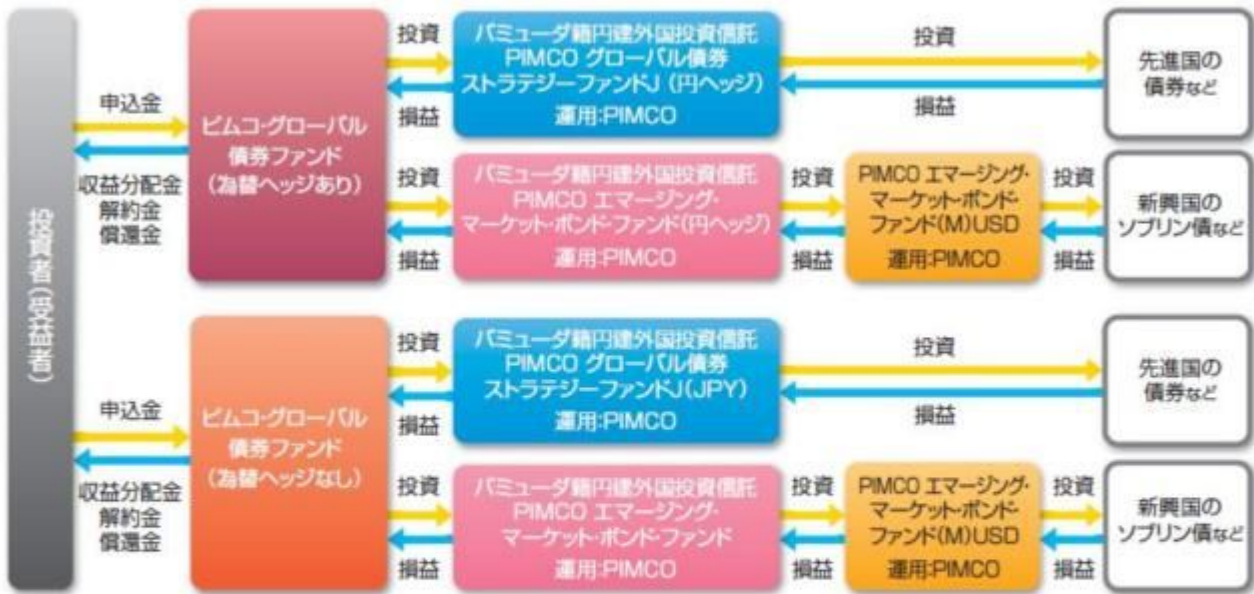 投資者(受益者)
申込金
収益分配金
解約金
償還金
ピムコ・グローバル
債券ファンド
(為替ヘッジあり)
投資
損益
バミューダ籍円建外国投資信託
PIMCO グローバル債券
ストラテジーファンドJ (円ヘッジ)
運用:PIMCO
投資
損益
先進国の
債券など
投資
損益
バミューダ籍円建外国投資信託
PIMCO エマージング・
マーケット・ボンド・ファンド(円ヘッジ)
運用:PIMCO
投資
損益
PIMCO エマージング・
マーケット・ボンド・
ファンド(M)USD
運用:PIMCO
投資
損益
新興国の
ソブリン債など
申込金
収益分配金
解約金
償還金
ピムコ・グローバル
債券ファンド
(為替ヘッジなし)
投資
損益
バミューダ籍円建外国投資信託
PIMCO グローバル債券
ストラテジーファンドJ(JPY)
運用:PIMCO
投資
損益
先進国の
債券など
投資
損益
バミューダ籍円建外国投資信託
PIMCO エマージング・
マーケット・ボンド・ファンド
運用:PIMCO
投資
損益
PIMCO エマージング・
マーケット・ボンド・
ファンド(M)USD
運用:PIMCO
投資
損益
新興国の
ソブリン債など